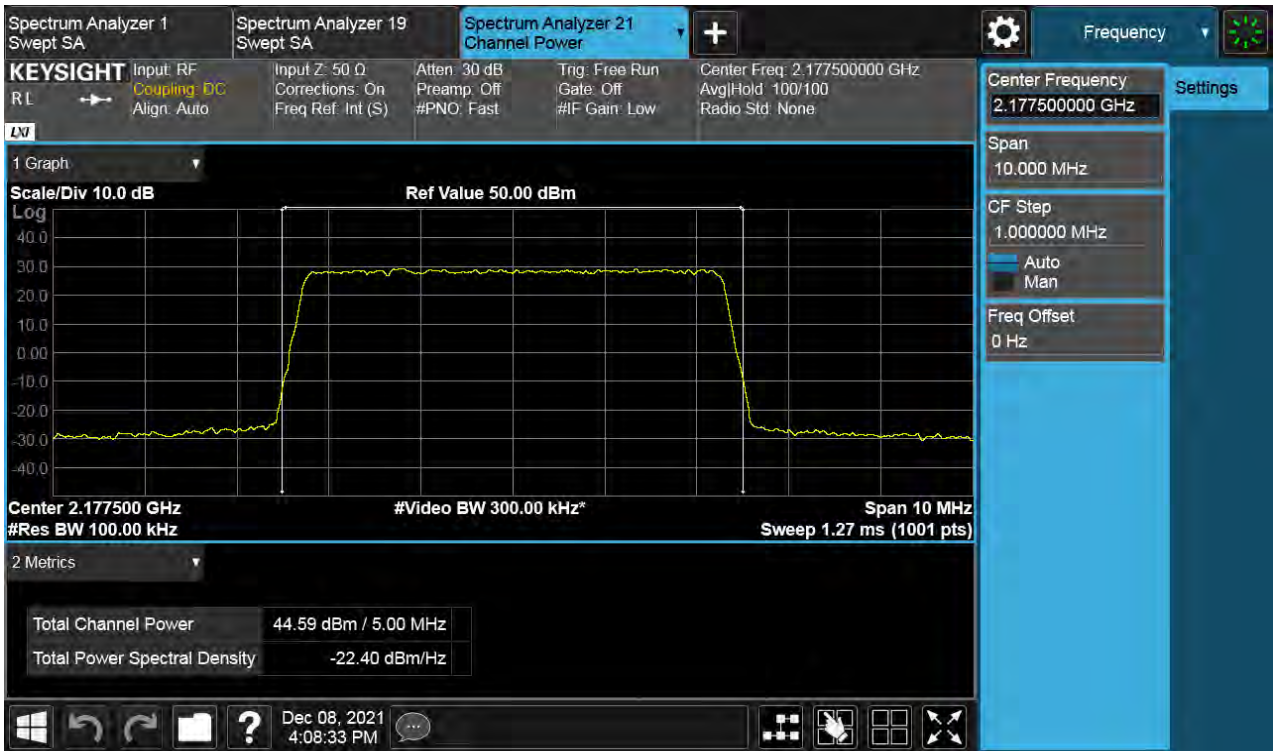 Spectrum Analyzer 1
Swept SA
Spectrum Analyzer 19
Swept SA
Spectrum Analyzer 21
Channel Power
Frequency
KEYSIGHT
RL
LXI
Input: RF
Coupling: DC
Align: Auto
Input Z: 50 Ω
Corrections: On
Freq Ref: Int (S)
Atten: 30 dB
Preamp: Off
#PNO: Fast
Trig: Free Run
Gate: Off
#IF Gain: Low
Center Freq: 2.177500000 GHz
Avg|Hold: 100/100
Radio Std: None
Center Frequency
2.177500000 GHz
Settings
Span
10.000 MHz
CF Step
1.000000 MHz
Auto
Man
Freq Offset
0 Hz
1 Graph
Scale/Div 10.0 dB
Ref Value 50.00 dBm
Log
40.0
30.0
20.0
10.0
0.00
-10.0
-20.0
-30.0
-40.0
Center 2.177500 GHz
#Video BW 300.00 kHz*
Span 10 MHz
#Res BW 100.00 kHz
Sweep 1.27 ms (1001 pts)
2 Metrics
Total Channel Power 44.59 dBm / 5.00 MHz
Total Power Spectral Density -22.40 dBm/Hz
?
Dec 08, 2021
4:08:33 PM